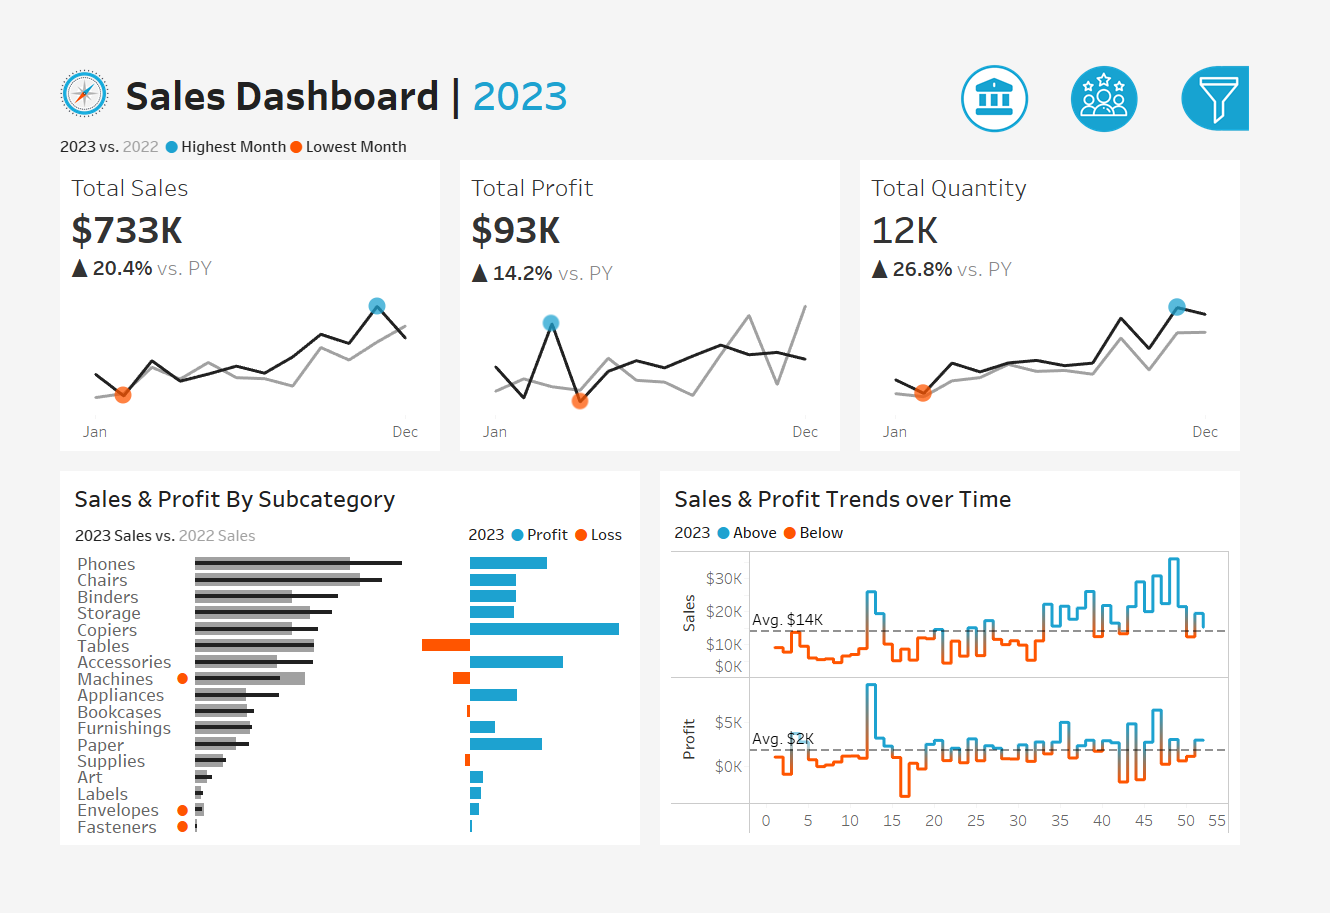 Sales Dashboard | 2023
2023 vs. 2022 Highest Month Lowest Month
Total Sales
$733K
▲ 20.4% vs. PY
Jan Dec
Total Profit
$93K
▲ 14.2% vs. PY
Jan Dec
Total Quantity
12K
▲ 26.8% vs. PY
Jan Dec
Sales & Profit By Subcategory
2023 Sales vs. 2022 Sales
2023 Profit Loss
Phones
Chairs
Binders
Storage
Copiers
Tables
Accessories
Machines
Appliances
Bookcases
Furnishings
Paper
Supplies
Art
Labels
Envelopes
Fasteners
Sales & Profit Trends over Time
2023 Above Below
Sales
$30K
$20K
$10K
$0K
Avg. $14K
Profit
$5K
$0K
Avg. $2K
0 5 10 15 20 25 30 35 40 45 50 55